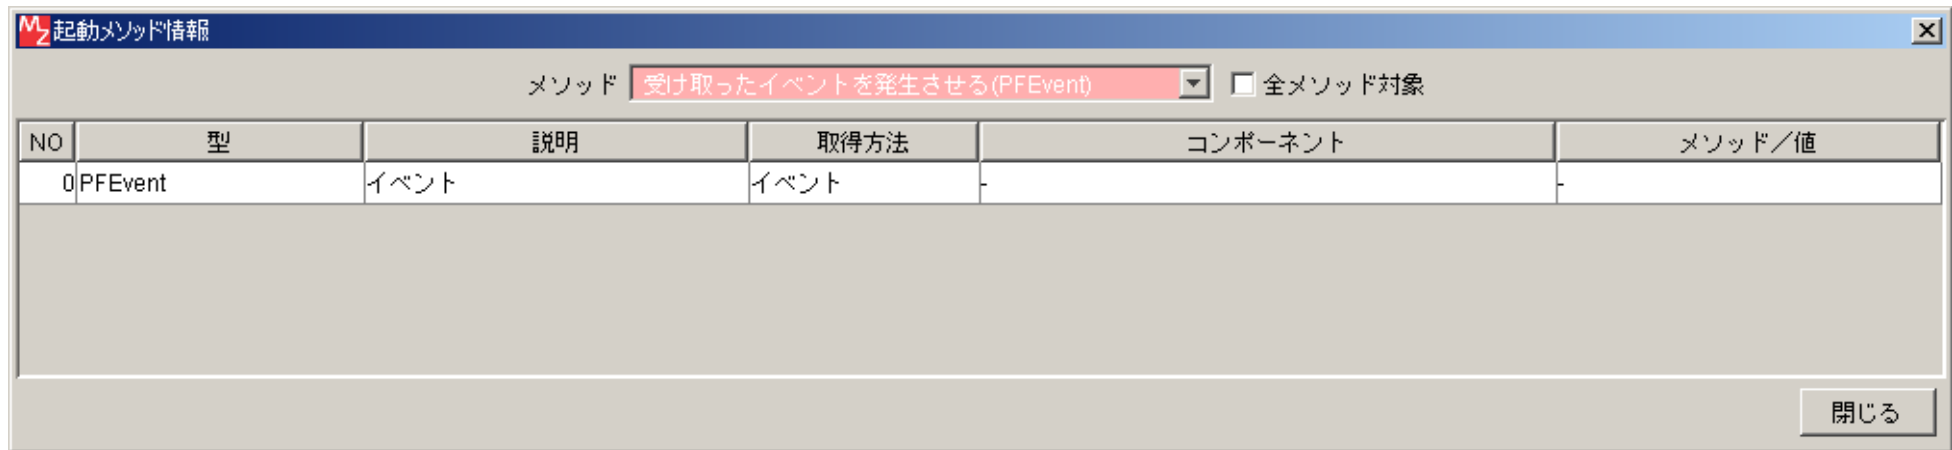 MZ 起動メソッド情報
メソッド 受け取ったイベントを発生させる(PFEvent) 全メソッド対象
NO 型 説明 取得方法 コンポーネント メソッド／値
0 PFEvent イベント イベント - -
閉じる